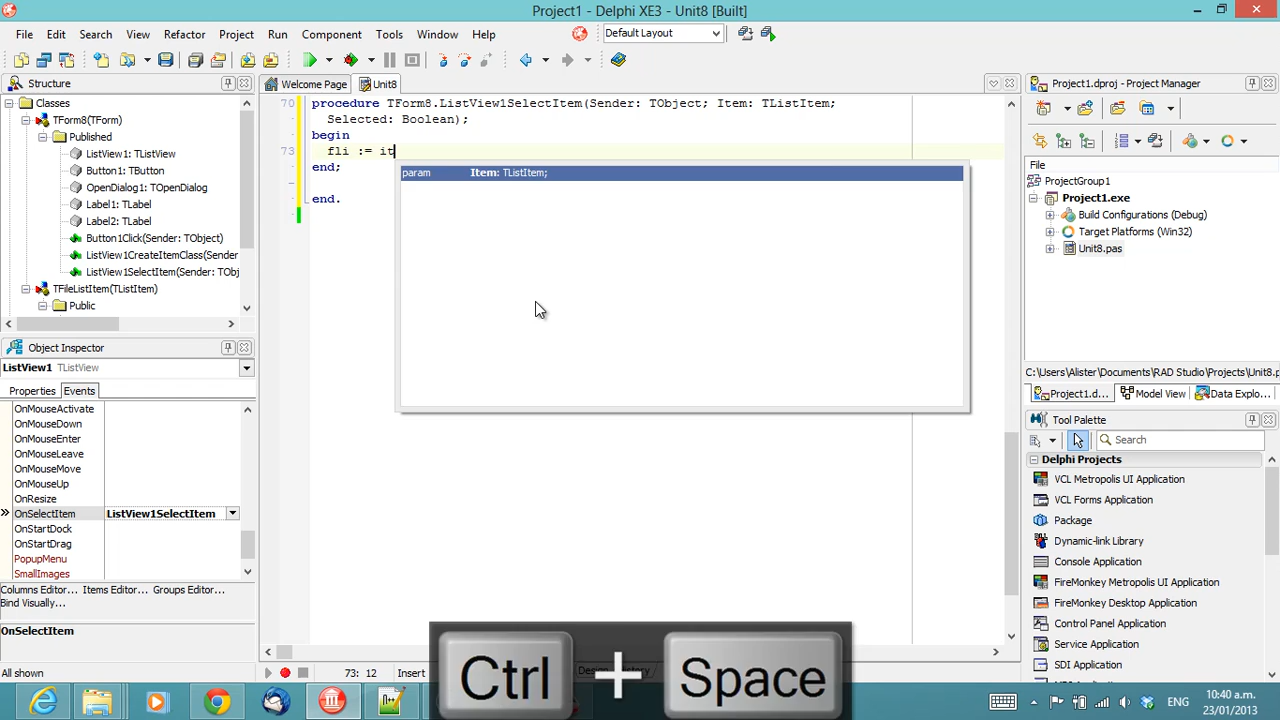 Project1 - Delphi XE3 - Unit8 [Built]
File Edit Search View Refactor Project Run Component Tools Window Help
Default Layout
Structure
Classes
TForm8(TForm)
Published
ListView1: TListView
Button1: TButton
OpenDialog1: TOpenDialog
Label1: TLabel
Label2: TLabel
Button1Click(Sender: TObject)
ListView1CreateItemClass(Sender
ListView1SelectItem(Sender: TObj
TFileListItem(TListItem)
Public
Object Inspector
ListView1 TListView
Properties Events
OnMouseActivate
OnMouseDown
OnMouseEnter
OnMouseLeave
OnMouseMove
OnMouseUp
OnResize
OnSelectItem ListView1SelectItem
OnStartDock
OnStartDrag
PopupMenu
SmallImages
Columns Editor... Items Editor... Groups Editor...
Bind Visually...
OnSelectItem
All shown
Welcome Page Unit8
70 procedure TForm8.ListView1SelectItem(Sender: TObject; Item: TListItem;
Selected: Boolean);
begin
73 fli := it
end;
end.
param Item: TListItem;
73: 12 Insert
Design History
Project1.dproj - Project Manager
File
ProjectGroup1
Project1.exe
Build Configurations (Debug)
Target Platforms (Win32)
Unit8.pas
C:\Users\Alister\Documents\RAD Studio\Projects\Unit8.p
Project1.d... Model View Data Explo...
Tool Palette
Search
Delphi Projects
VCL Metropolis UI Application
VCL Forms Application
Package
Dynamic-link Library
Console Application
FireMonkey Metropolis UI Application
FireMonkey Desktop Application
Control Panel Application
Service Application
SDI Application
Ctrl + Space
ENG
10:40 a.m.
23/01/2013